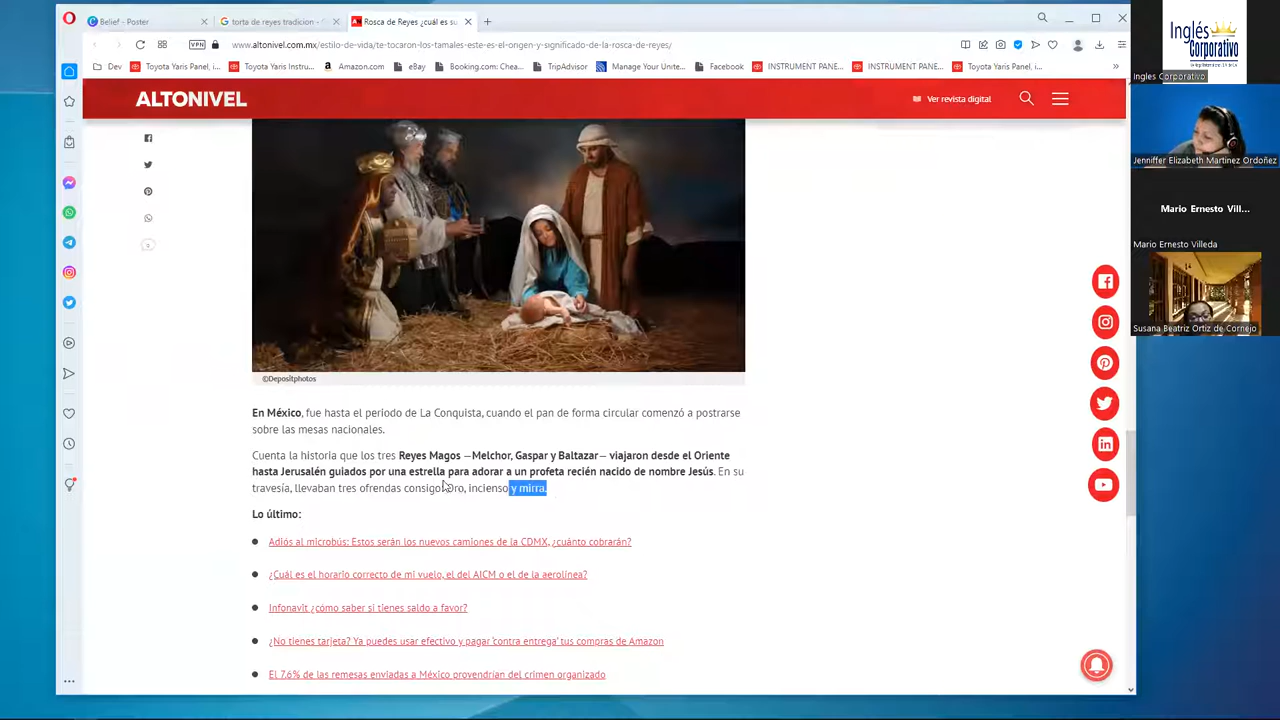 Belief - Poster
torta de reyes tradicion -
Rosca de Reyes ¿cuál es su
VPN
www.altonivel.com.mx/estilo-de-vida/te-tocaron-los-tamales-este-es-el-origen-y-significado-de-la-rosca-de-reyes/
Dev
Toyota Yaris Panel, i...
Toyota Yaris Instru...
Amazon.com
eBay
Booking.com: Chea...
TripAdvisor
Manage Your Unite...
Facebook
INSTRUMENT PANE...
INSTRUMENT PANE...
Toyota Yaris Panel, i...
ALTONIVEL
Ver revista digital
©Depositphotos
En México, fue hasta el periodo de La Conquista, cuando el pan de forma circular comenzó a postrarse
sobre las mesas nacionales.
Cuenta la historia que los tres Reyes Magos —Melchor, Gaspar y Baltazar— viajaron desde el Oriente
hasta Jerusalén guiados por una estrella para adorar a un profeta recién nacido de nombre Jesús. En su
travesía, llevaban tres ofrendas consigo: Oro, incienso y mirra.
Lo último:
Adiós al microbús: Estos serán los nuevos camiones de la CDMX, ¿cuánto cobrarán?
¿Cuál es el horario correcto de mi vuelo, el del AICM o el de la aerolínea?
Infonavit ¿cómo saber si tienes saldo a favor?
¿No tienes tarjeta? Ya puedes usar efectivo y pagar 'contra entrega' tus compras de Amazon
El 7.6% de las remesas enviadas a México provendrían del crimen organizado
Inglés
Corporativo
Ingles Corporativo
Jenniffer Elizabeth Martinez Ordoñez
Mario Ernesto Vill...
Mario Ernesto Villeda
Susana Beatriz Ortiz de Cornejo